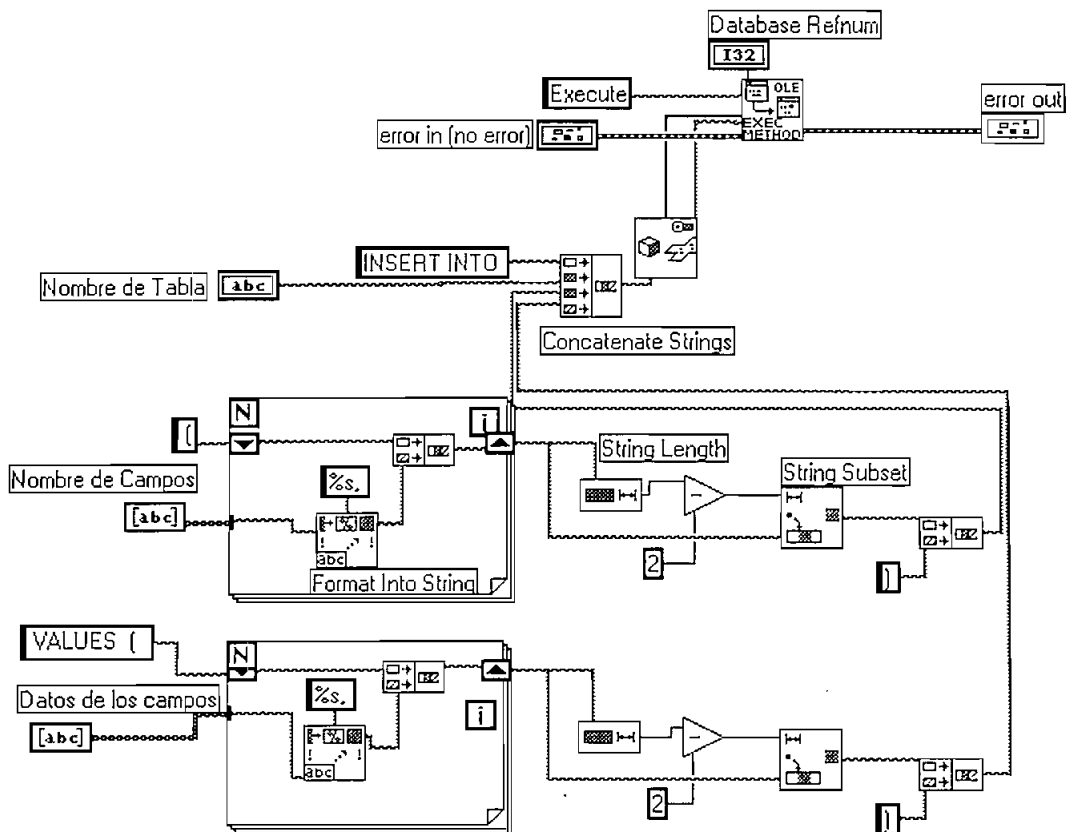 Database Refnum
I32
Execute
OLE
EXEC
METHOD
error in (no error)
error out
INSERT INTO
Nombre de Tabla
abc
Concatenate Strings
N
i
(
Nombre de Campos
[abc]
%s,
abc
Format Into String
String Length
String Subset
2
)
VALUES (
N
Datos de los campos
[abc]
%s,
abc
i
2
)